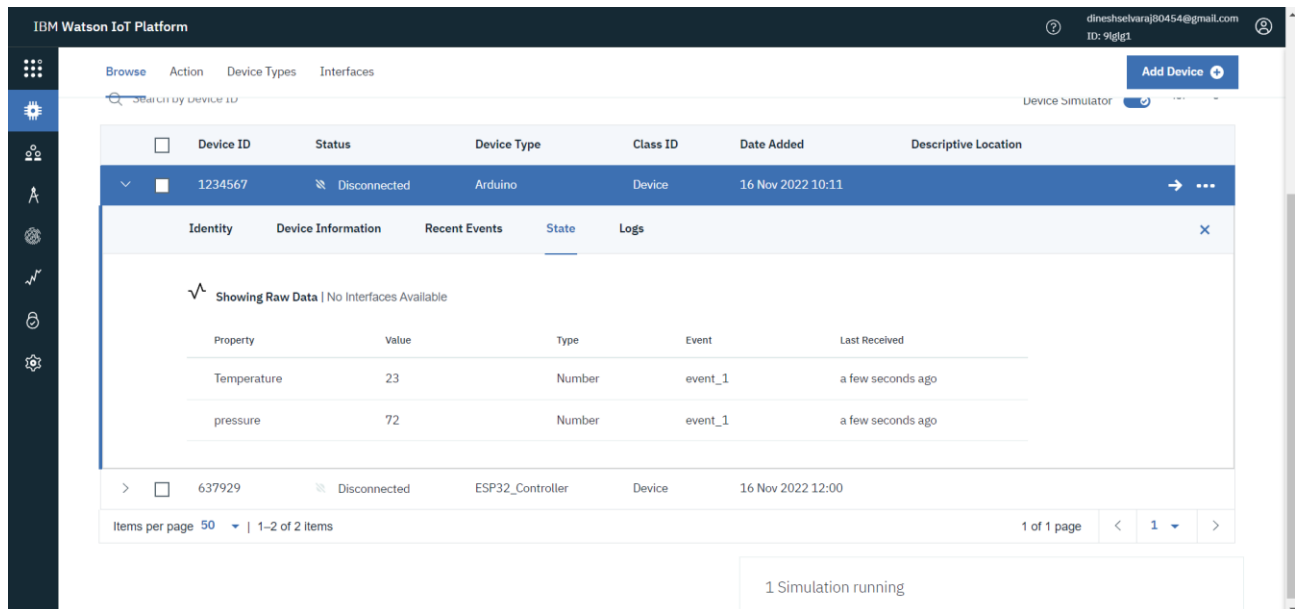 IBM Watson IoT Platform
dineshselvaraj80454@gmail.com
ID: 9lglg1
Browse Action Device Types Interfaces
Add Device
Search by Device ID
Device Simulator
Device ID Status Device Type Class ID Date Added Descriptive Location
1234567 Disconnected Arduino Device 16 Nov 2022 10:11
Identity Device Information Recent Events State Logs
Showing Raw Data | No Interfaces Available
Property Value Type Event Last Received
Temperature 23 Number event_1 a few seconds ago
pressure 72 Number event_1 a few seconds ago
637929 Disconnected ESP32_Controller Device 16 Nov 2022 12:00
Items per page 50 | 1–2 of 2 items 1 of 1 page 1
1 Simulation running